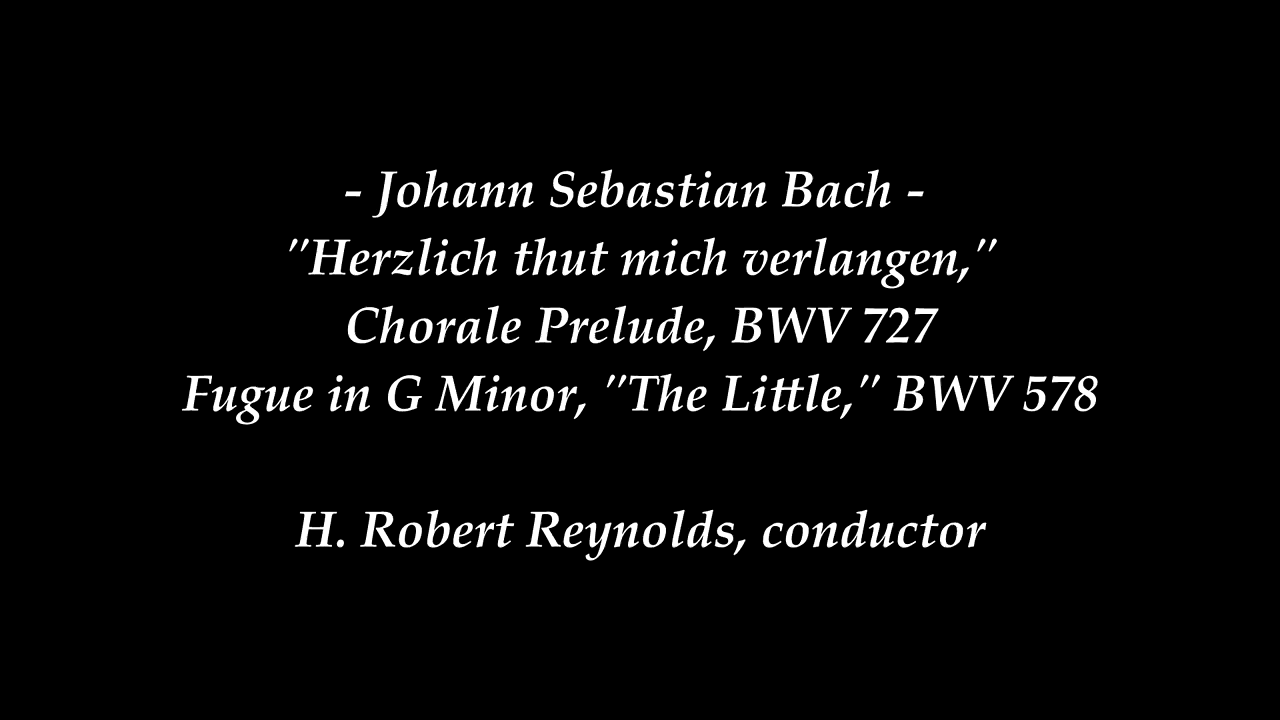 - Johann Sebastian Bach -
"Herzlich thut mich verlangen,"
Chorale Prelude, BWV 727
Fugue in G Minor, "The Little," BWV 578
H. Robert Reynolds, conductor